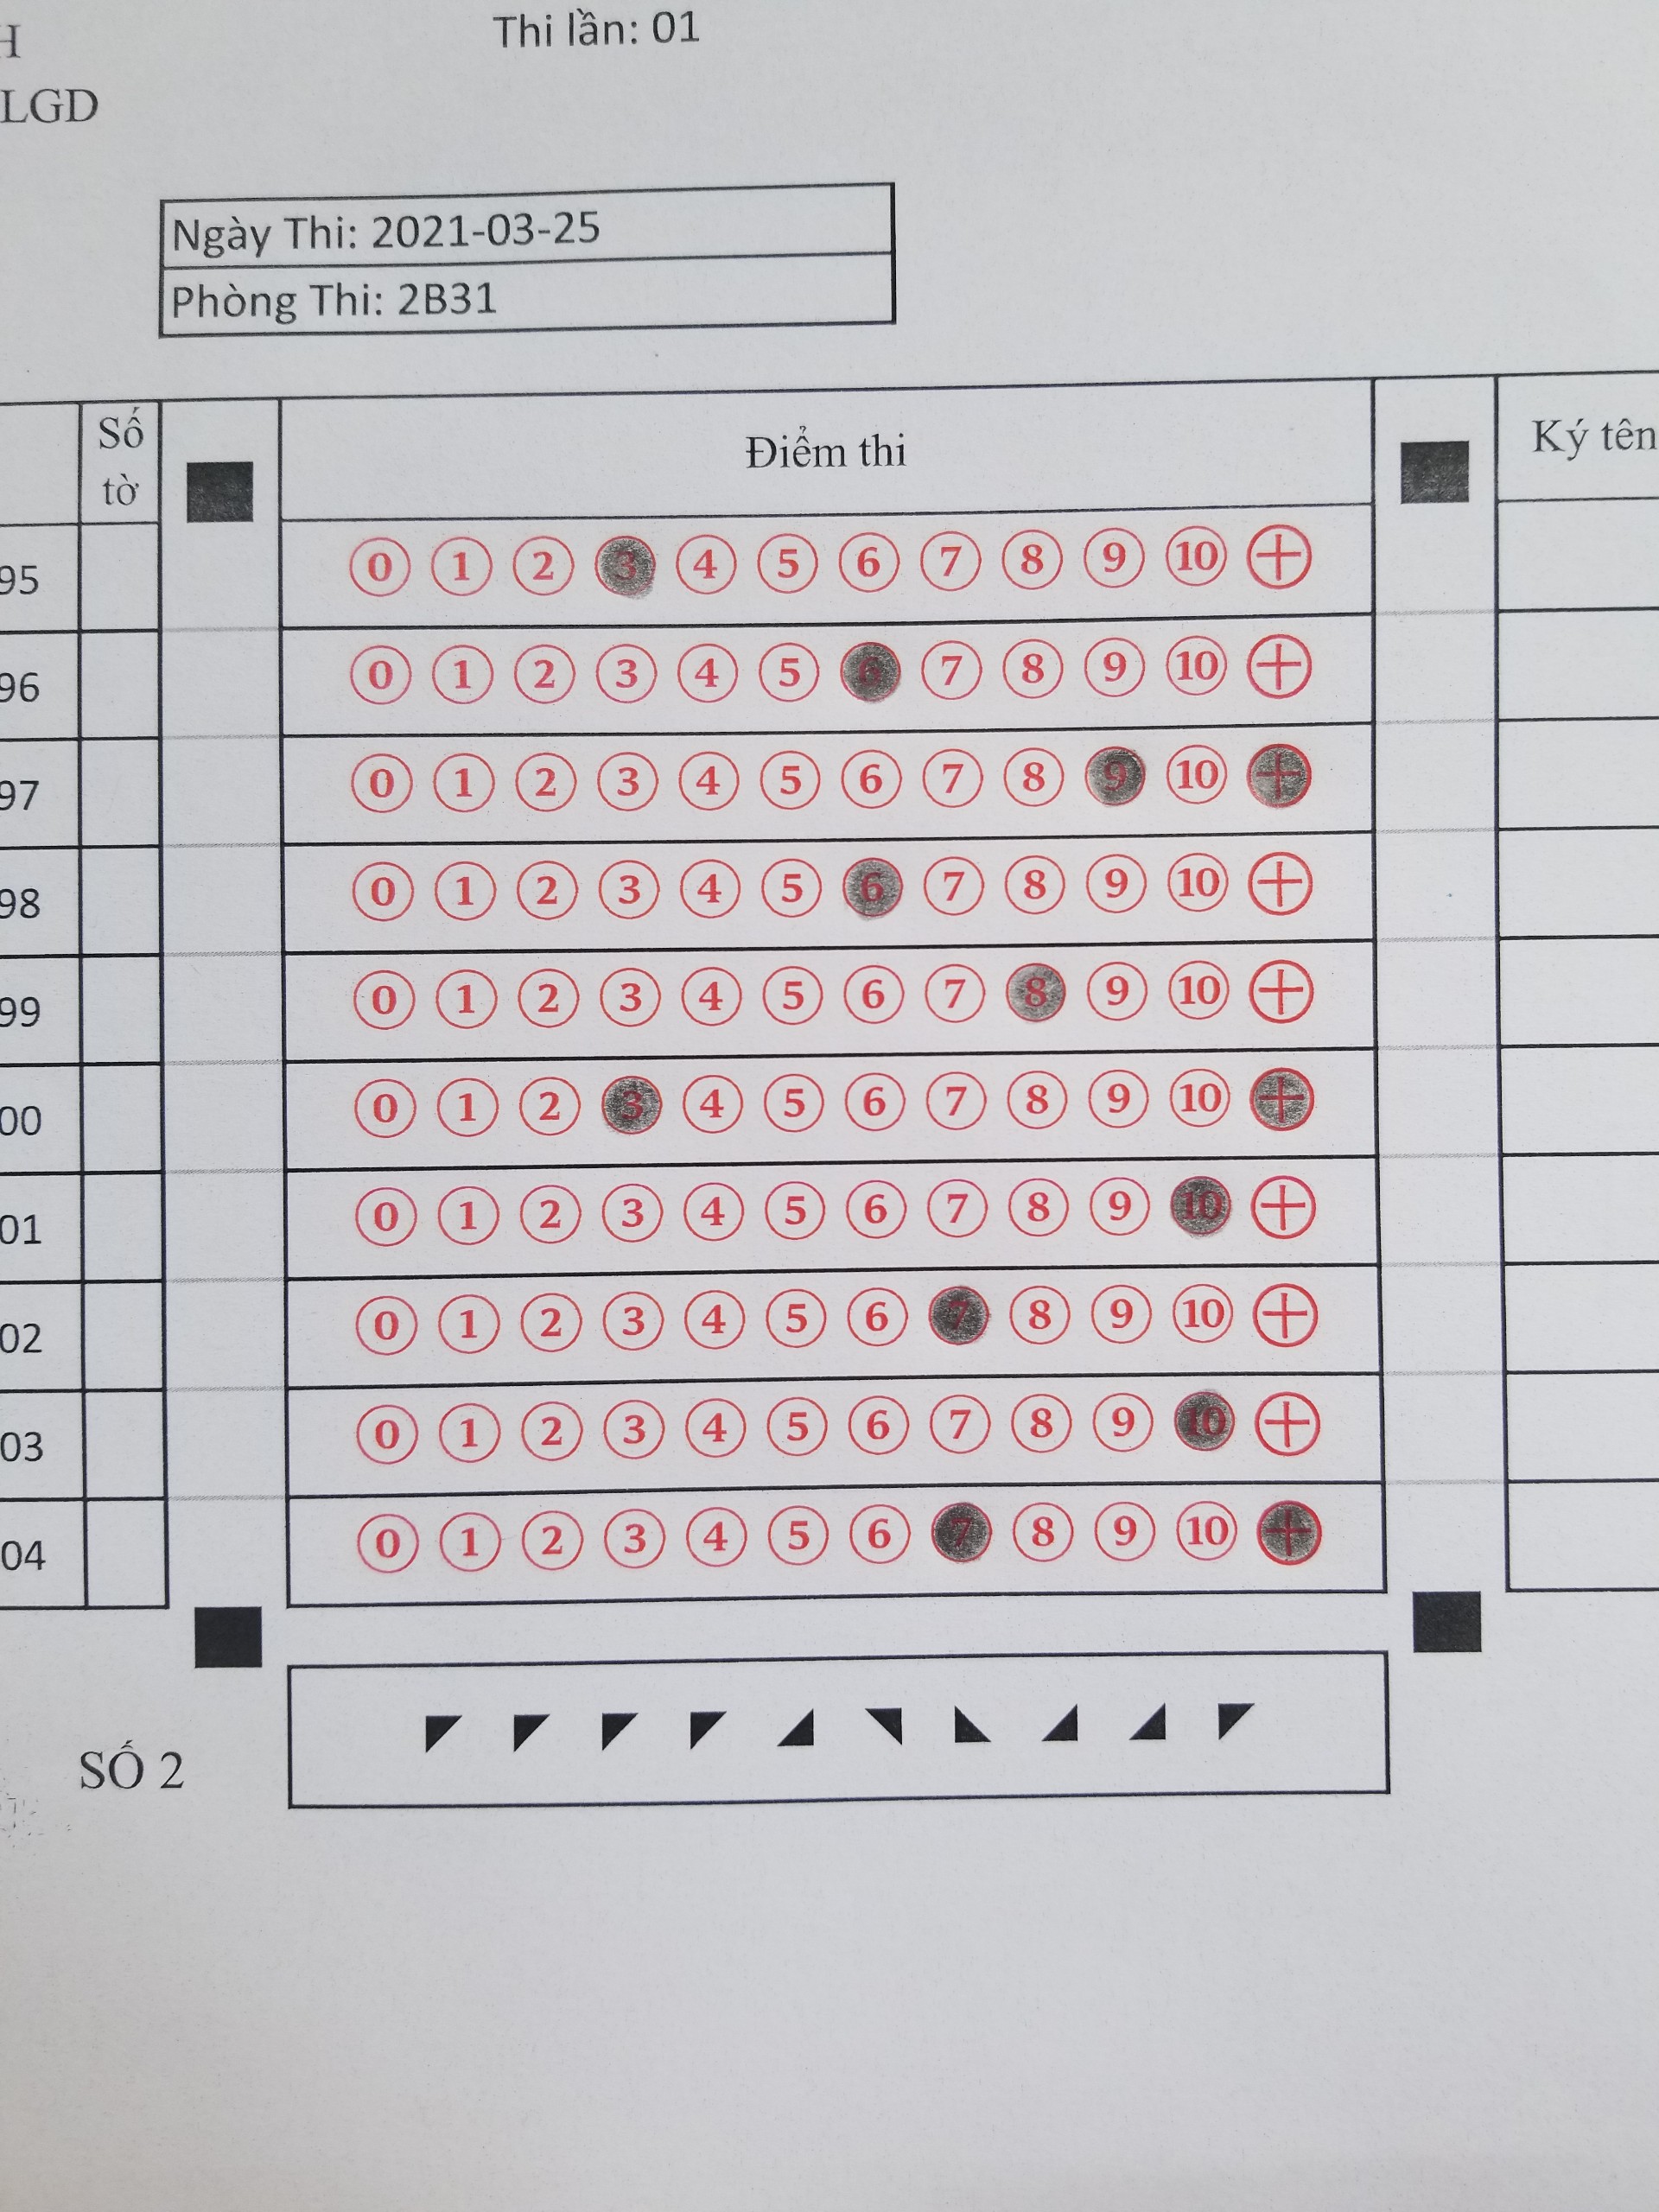 H
Thi lần: 01
LGD
Ngày Thi: 2021-03-25
Phòng Thi: 2B31
Số tờ Điểm thi Ký tên
95 0 1 2 3 4 5 6 7 8 9 10 +
96 0 1 2 3 4 5 6 7 8 9 10 +
97 0 1 2 3 4 5 6 7 8 9 10 +
98 0 1 2 3 4 5 6 7 8 9 10 +
99 0 1 2 3 4 5 6 7 8 9 10 +
00 0 1 2 3 4 5 6 7 8 9 10 +
01 0 1 2 3 4 5 6 7 8 9 10 +
02 0 1 2 3 4 5 6 7 8 9 10 +
03 0 1 2 3 4 5 6 7 8 9 10 +
04 0 1 2 3 4 5 6 7 8 9 10 +
SỐ 2